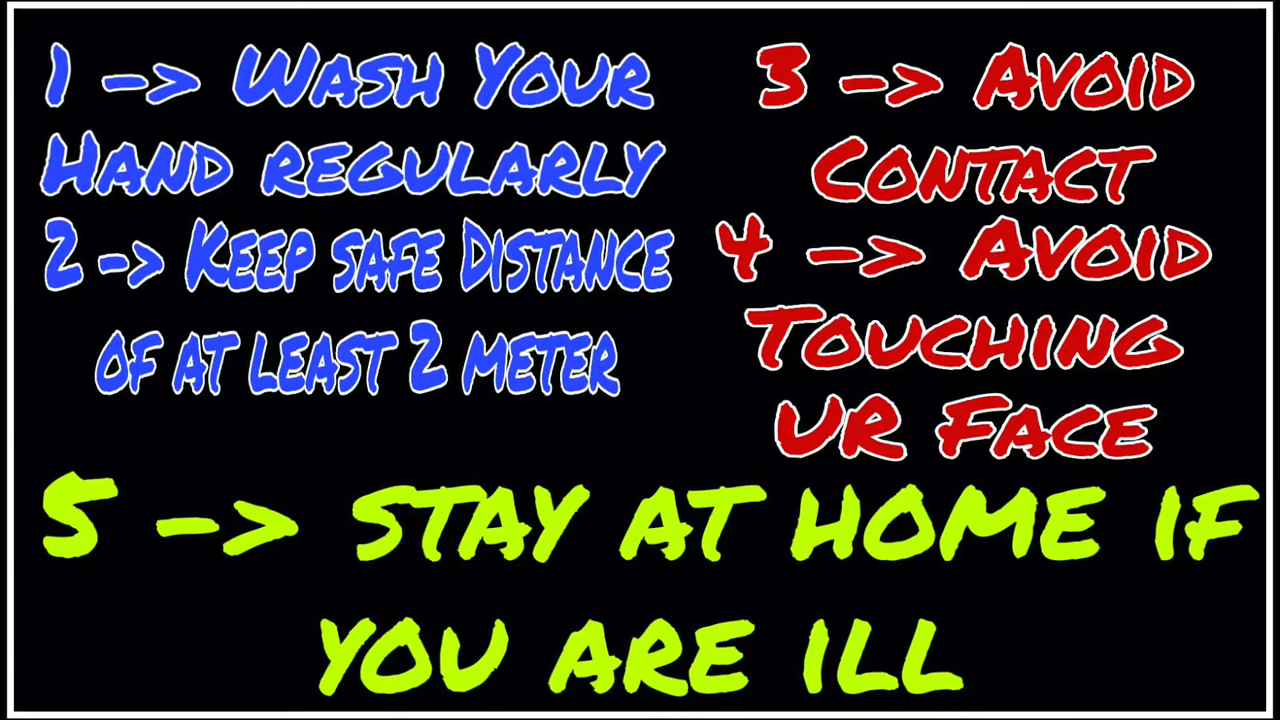 1 -> Wash Your
Hand regularly
2 -> Keep safe Distance
of at least 2 meter
3 -> Avoid
Contact
4 -> Avoid
Touching
ur Face
5 -> stay at home if
you are ill